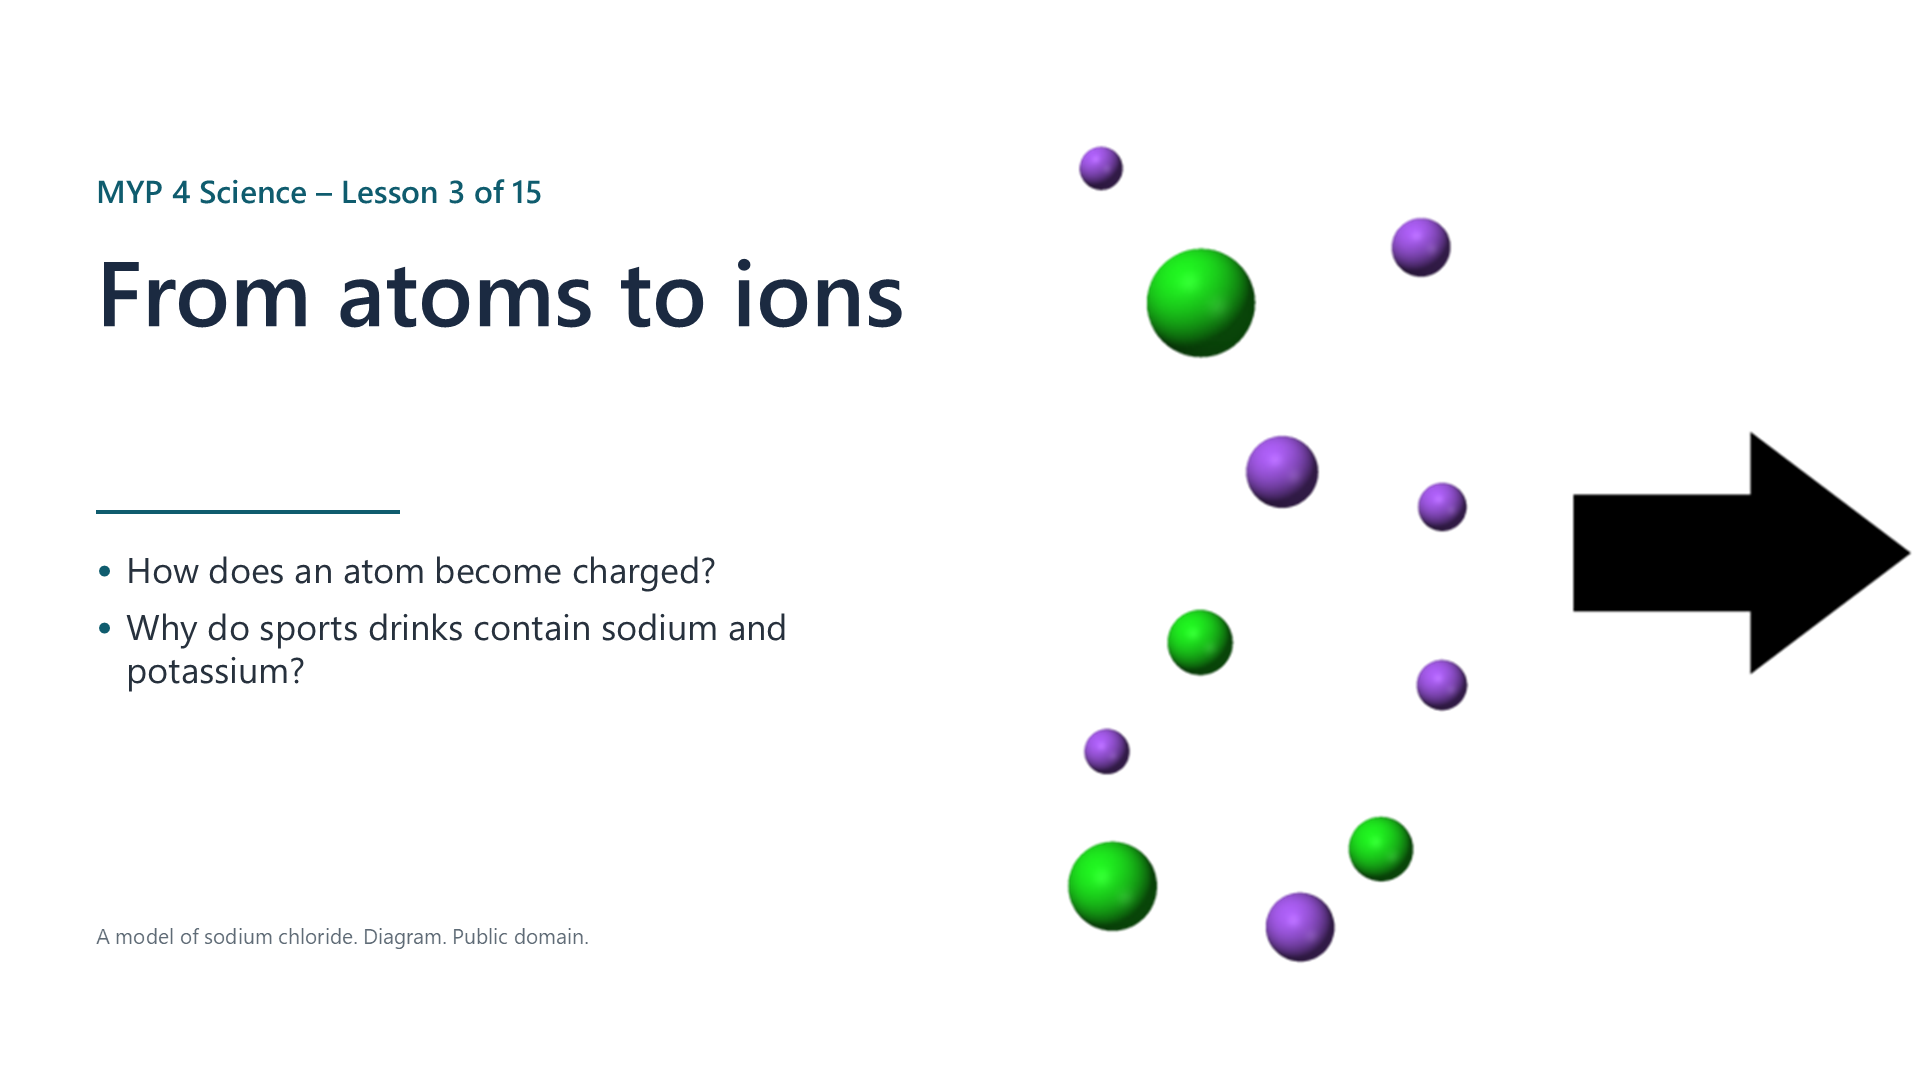 MYP 4 Science – Lesson 3 of 15
From atoms to ions
• How does an atom become charged?
• Why do sports drinks contain sodium and
potassium?
A model of sodium chloride. Diagram. Public domain.